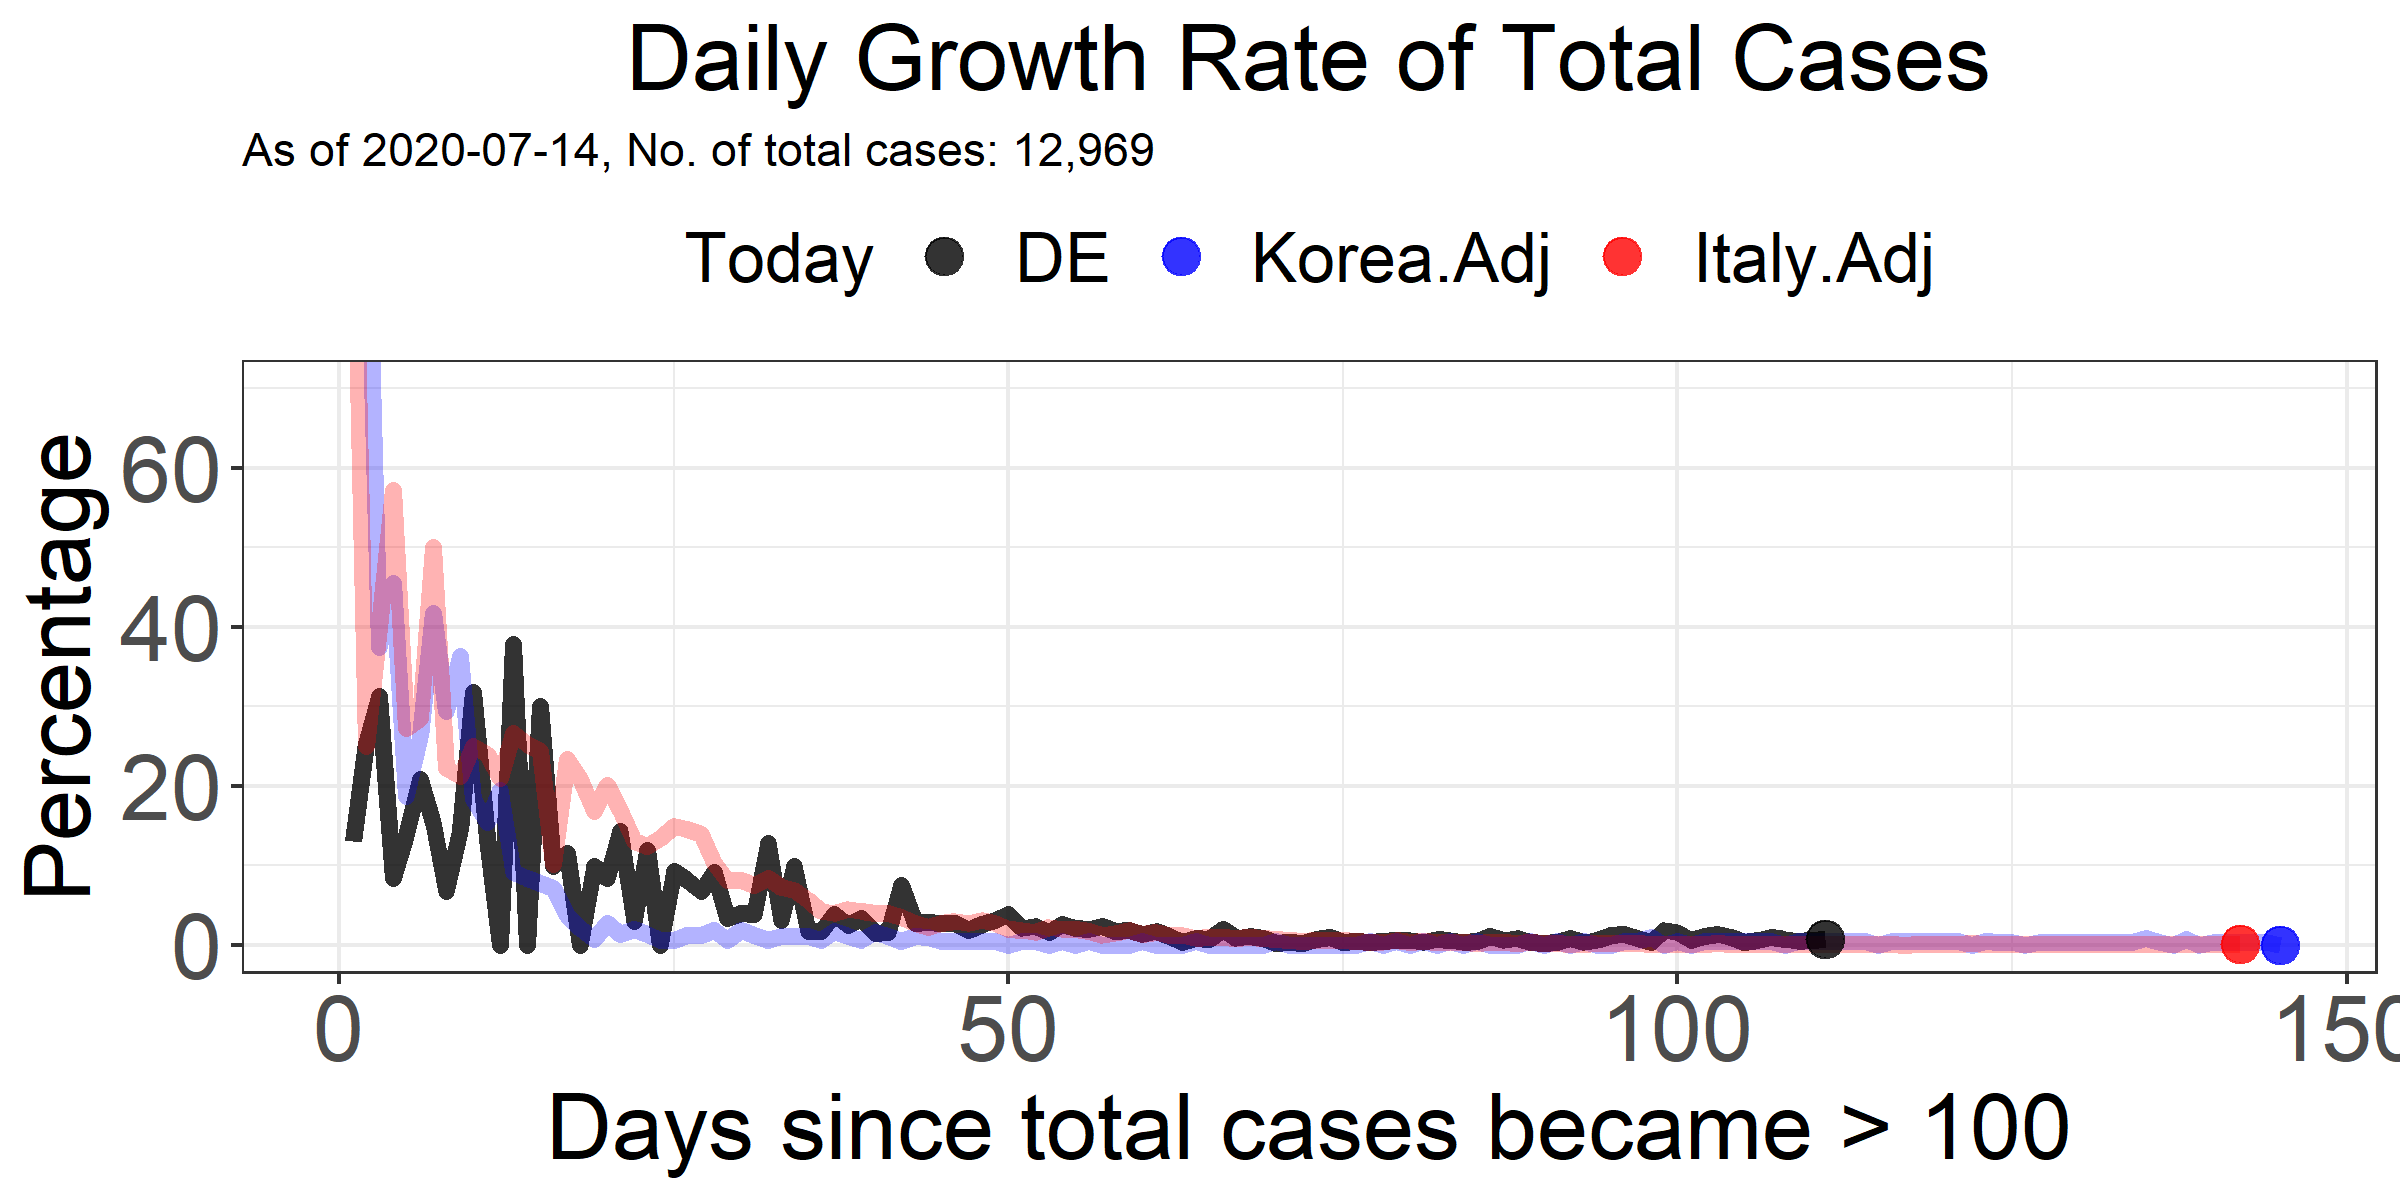 Daily Growth Rate of Total Cases
As of 2020-07-14, No. of total cases: 12,969
Today DE Korea.Adj Italy.Adj
Percentage
60
40
20
0
0 50 100 150
Days since total cases became > 100